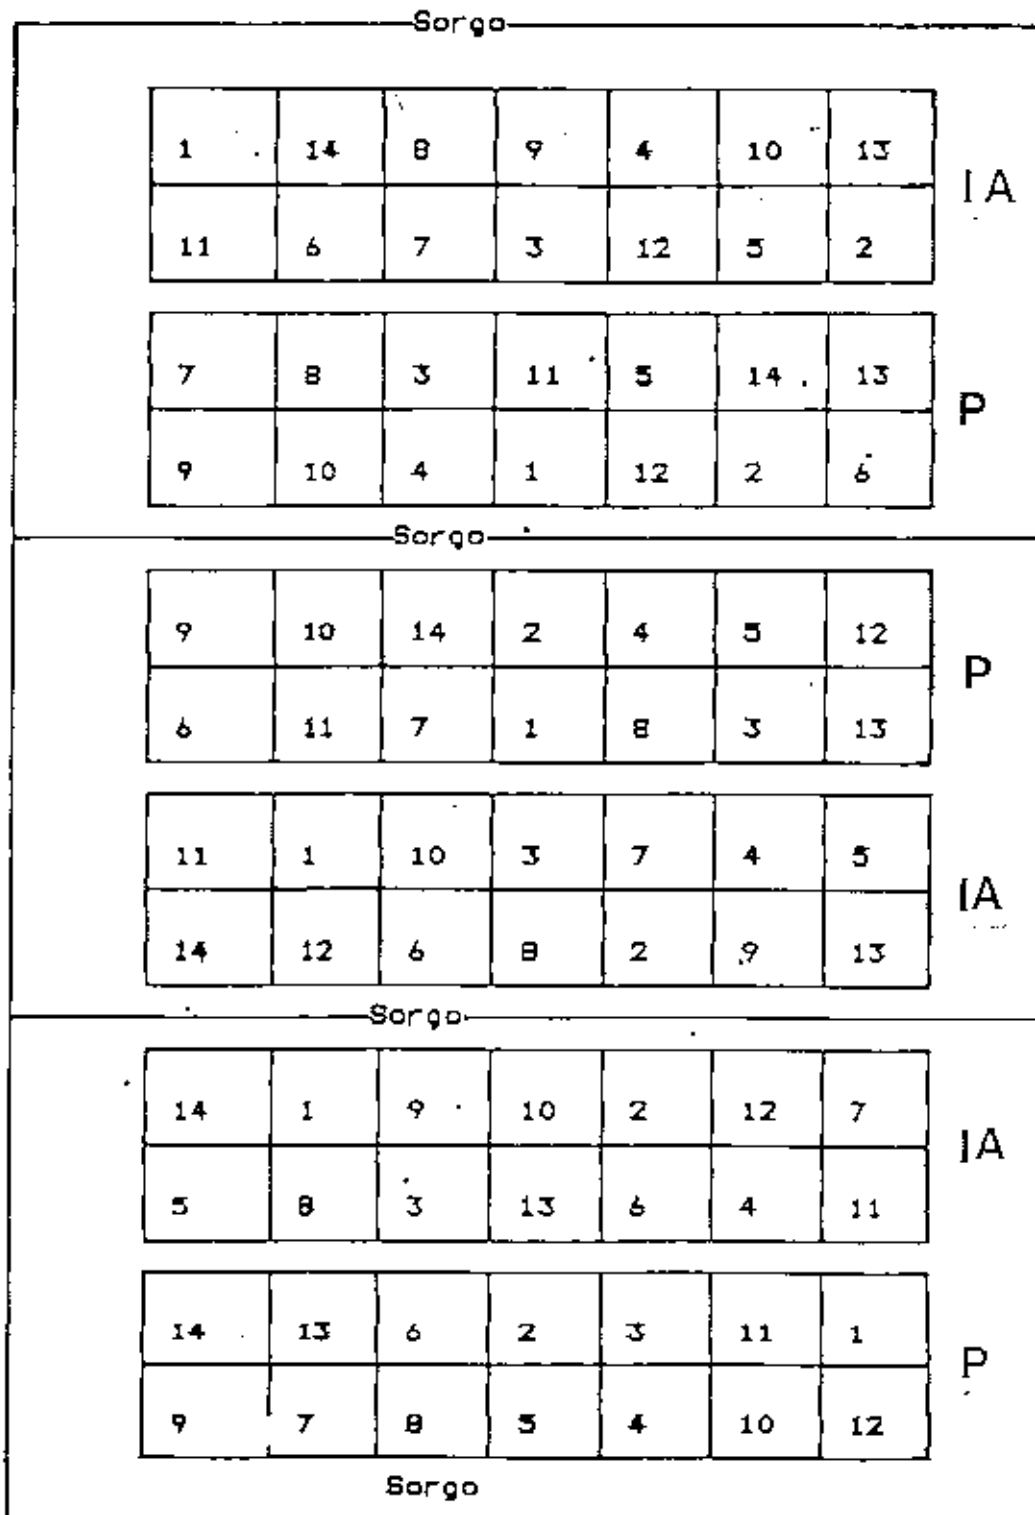 Sorgo
1 14 8 9 4 10 13
IA
11 6 7 3 12 5 2
7 8 3 11 5 14 13
P
9 10 4 1 12 2 6
Sorgo
9 10 14 2 4 5 12
P
6 11 7 1 8 3 13
11 1 10 3 7 4 5
IA
14 12 6 8 2 9 13
Sorgo
14 1 9 10 2 12 7
IA
5 8 3 13 6 4 11
14 13 6 2 3 11 1
P
9 7 8 5 4 10 12
Sorgo